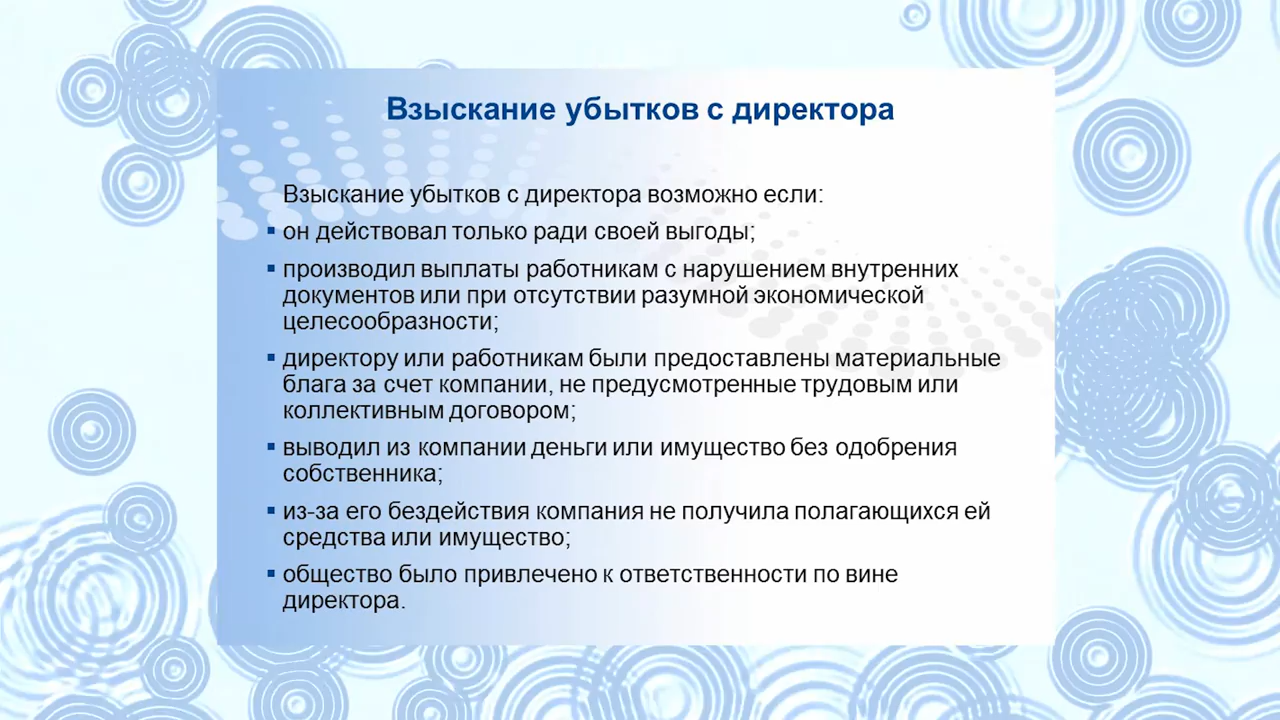 Взыскание убытков с директора
Взыскание убытков с директора возможно если:
▪ он действовал только ради своей выгоды;
▪ производил выплаты работникам с нарушением внутренних
документов или при отсутствии разумной экономической
целесообразности;
▪ директору или работникам были предоставлены материальные
блага за счет компании, не предусмотренные трудовым или
коллективным договором;
▪ выводил из компании деньги или имущество без одобрения
собственника;
▪ из-за его бездействия компания не получила полагающихся ей
средства или имущество;
▪ общество было привлечено к ответственности по вине
директора.